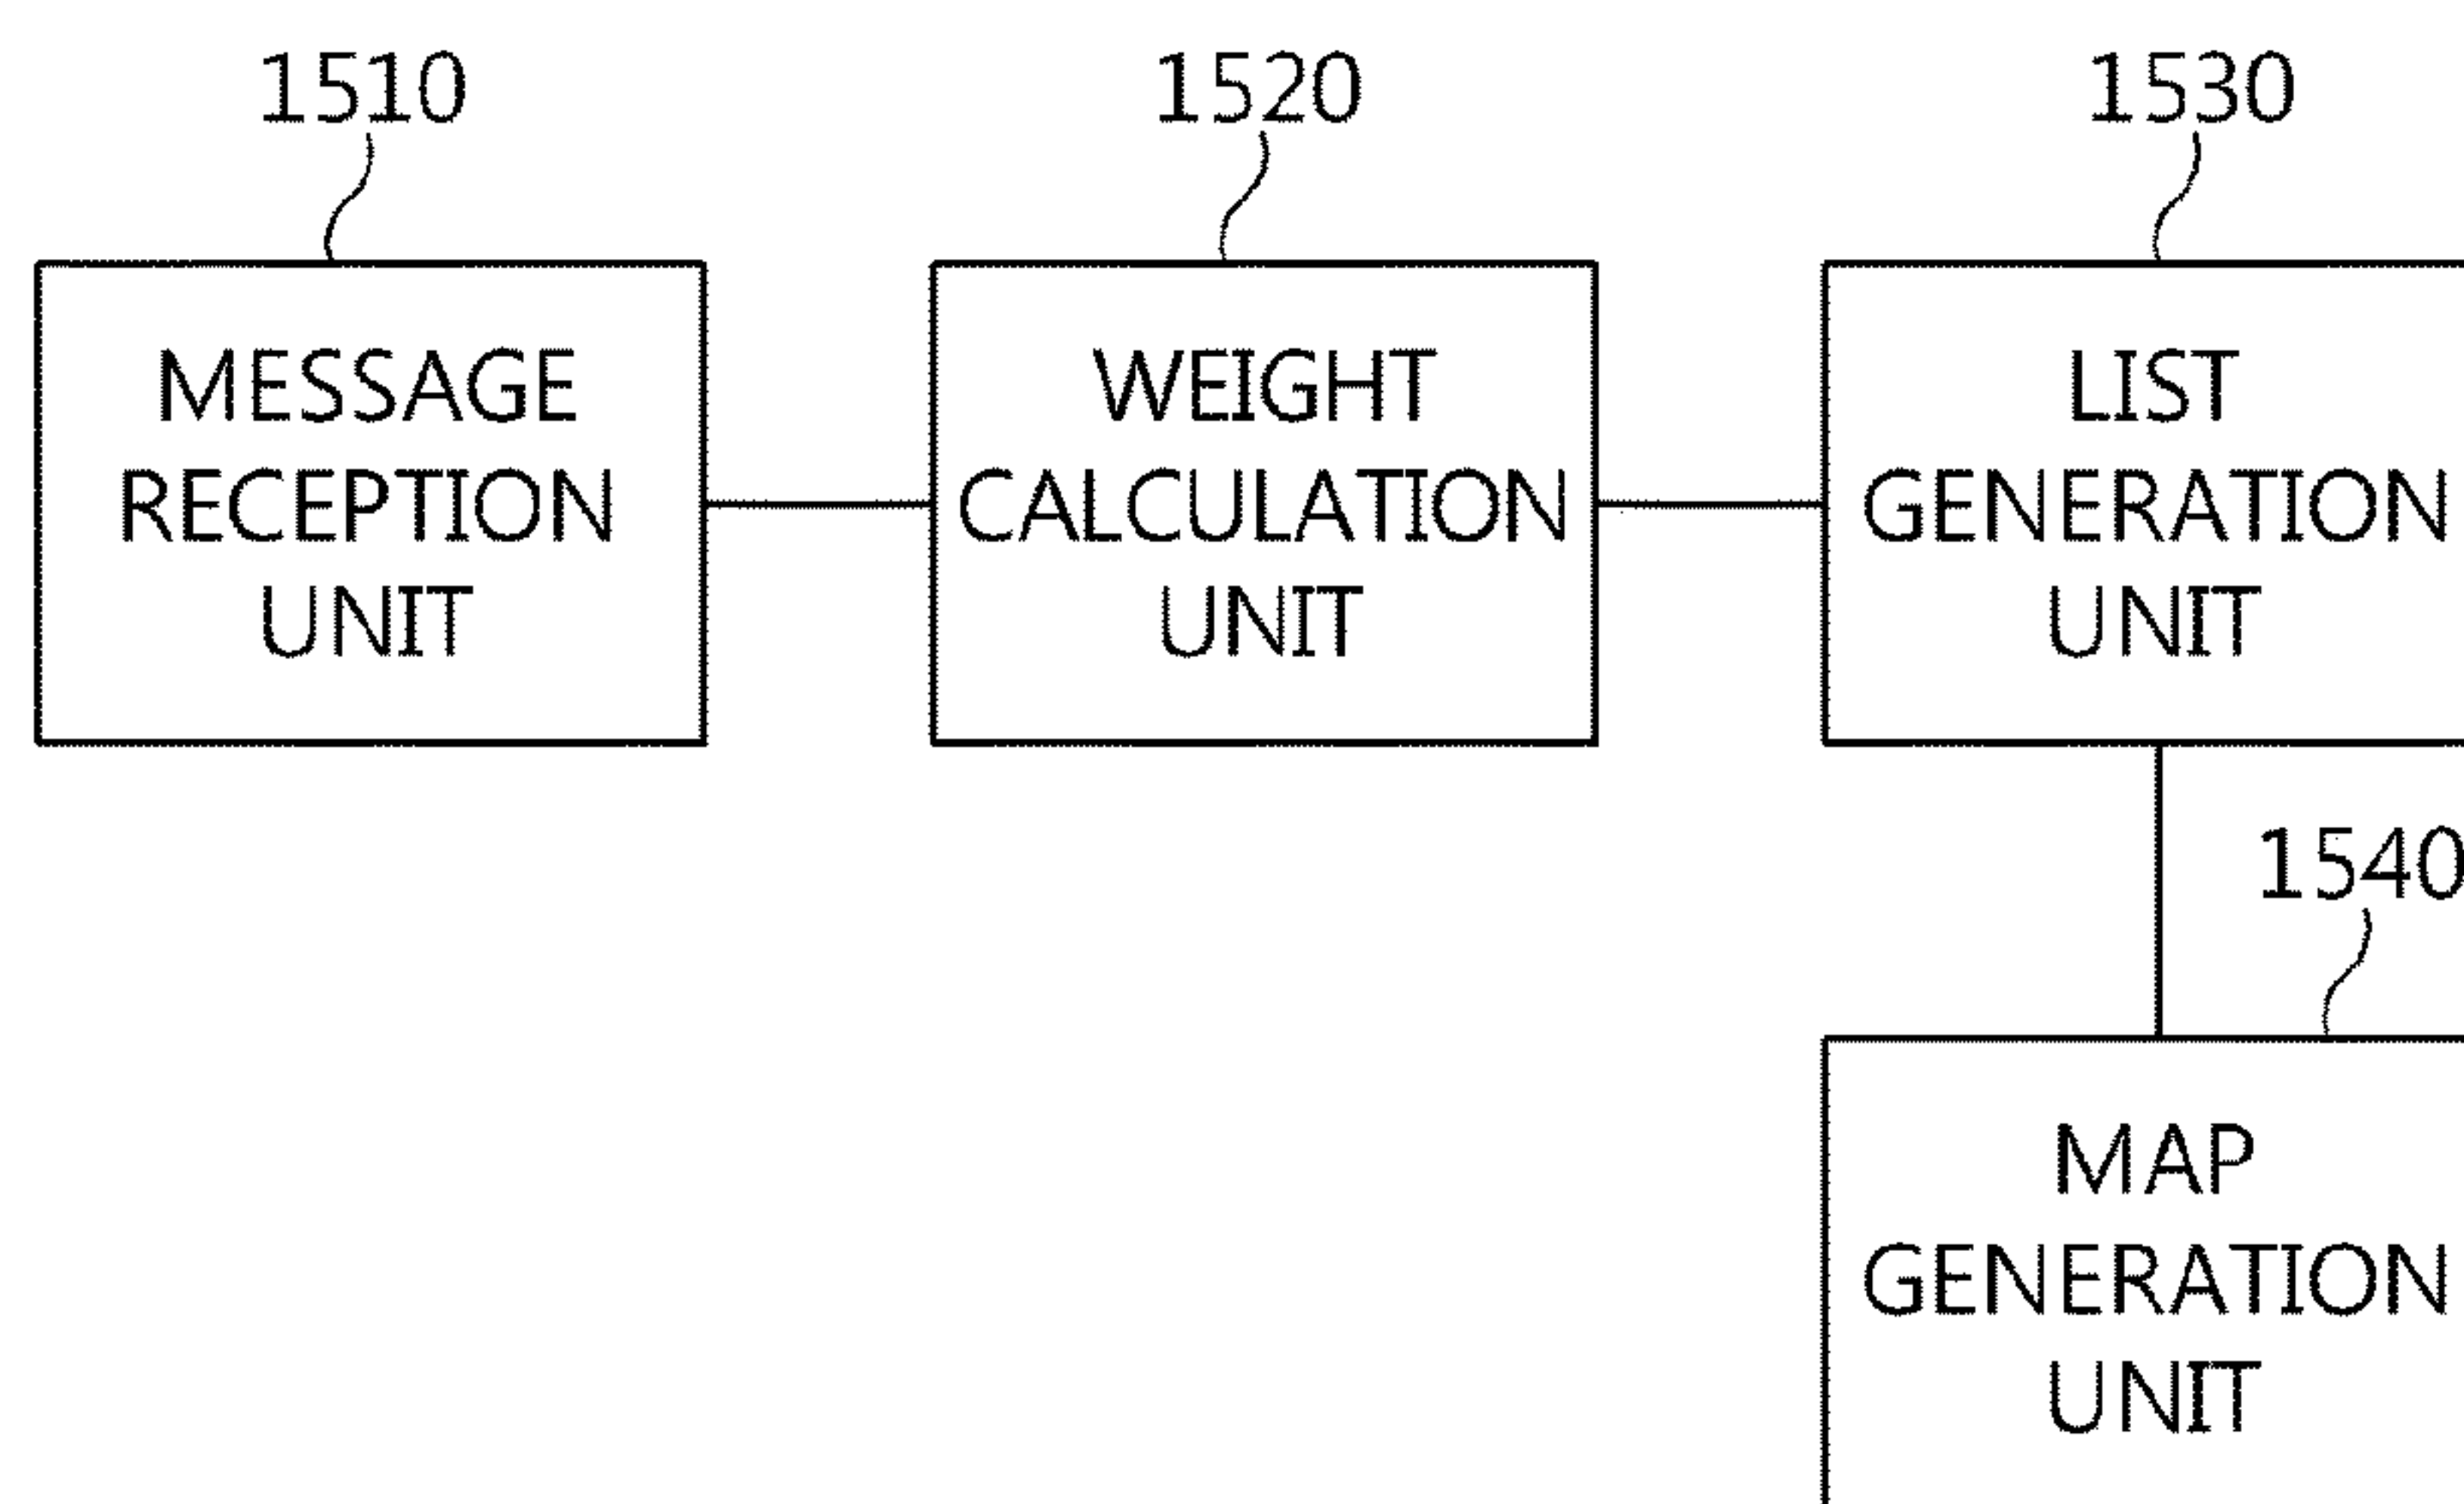 1510
1520
1530
MESSAGE
RECEPTION
UNIT
WEIGHT
CALCULATION
UNIT
LIST
GENERATION
UNIT
1540
MAP
GENERATION
UNIT